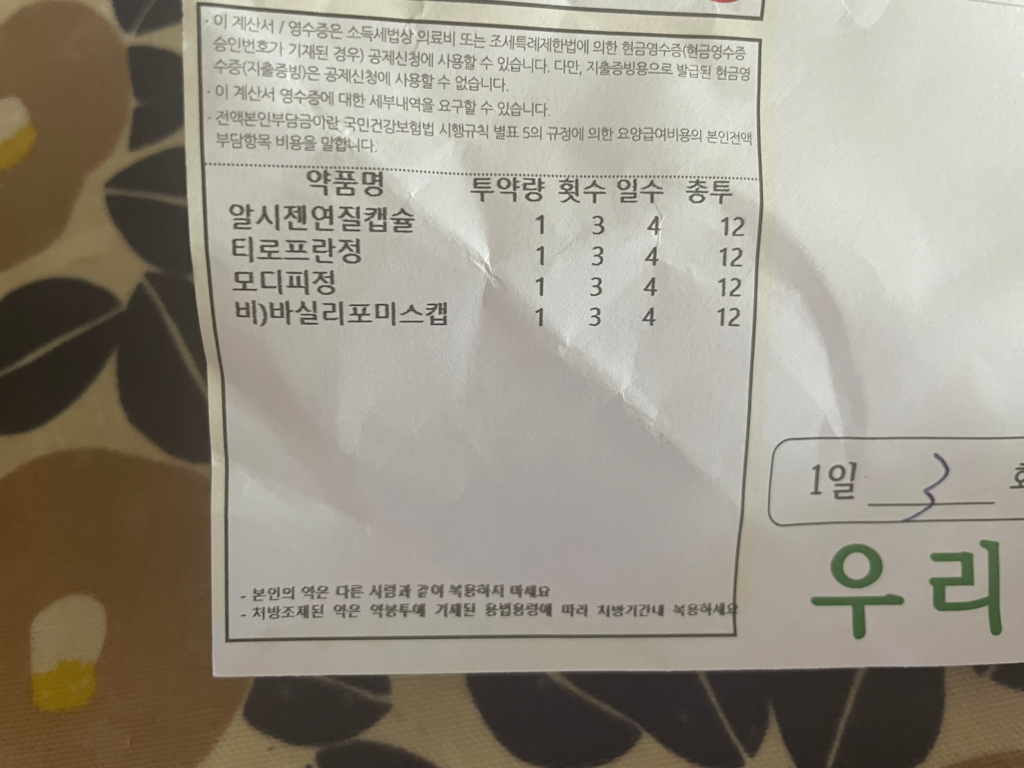 · 이 계산서 / 영수증은 소득세법상 의료비 또는 조세특례제한법에 의한 현금영수증(현금영수증
승인번호가 기재된 경우) 공제신청에 사용할 수 있습니다. 다만, 지출증빙용으로 발급된 현금영
수증(지출증빙)은 공제신청에 사용할 수 없습니다.
· 이 계산서 영수증에 대한 세부내역을 요구할 수 있습니다.
· 전액본인부담금이란 국민건강보험법 시행규칙 별표 5의 규정에 의한 요양급여비용의 본인전액
부담항목 비용을 말합니다.
약품명 투약량 횟수 일수 총투
알시젠연질캡슐 1 3 4 12
티로프란정 1 3 4 12
모디피정 1 3 4 12
비)바실리포미스캡 1 3 4 12
1일 3
우리
- 본인의 약은 다른 사람과 같이 복용하지 마세요
- 처방조제된 약은 약봉투에 기재된 용법용량에 따라 처방기간내 복용하세요